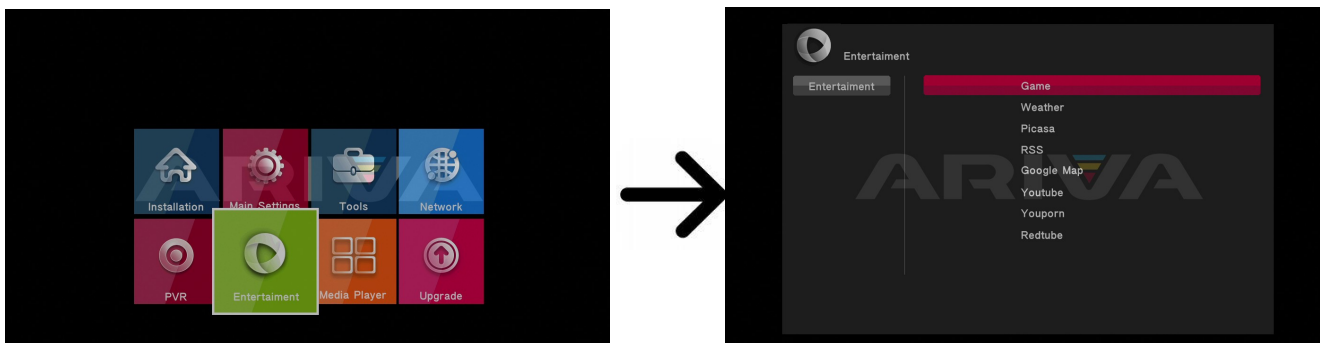 ARIVA
Installation Main Settings Tools Network
PVR Entertaiment Media Player Upgrade
Entertaiment
Entertaiment
Game
Weather
Picasa
RSS
Google Map
Youtube
Youporn
Redtube
ARIVA